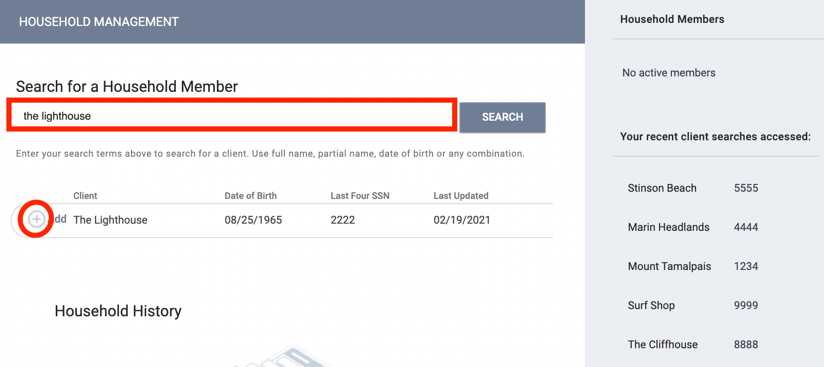 HOUSEHOLD MANAGEMENT
Search for a Household Member
the lighthouse
SEARCH
Enter your search terms above to search for a client. Use full name, partial name, date of birth or any combination.
Client Date of Birth Last Four SSN Last Updated
dd The Lighthouse 08/25/1965 2222 02/19/2021
Household History
Household Members
No active members
Your recent client searches accessed:
Stinson Beach 5555
Marin Headlands 4444
Mount Tamalpais 1234
Surf Shop 9999
The Cliffhouse 8888